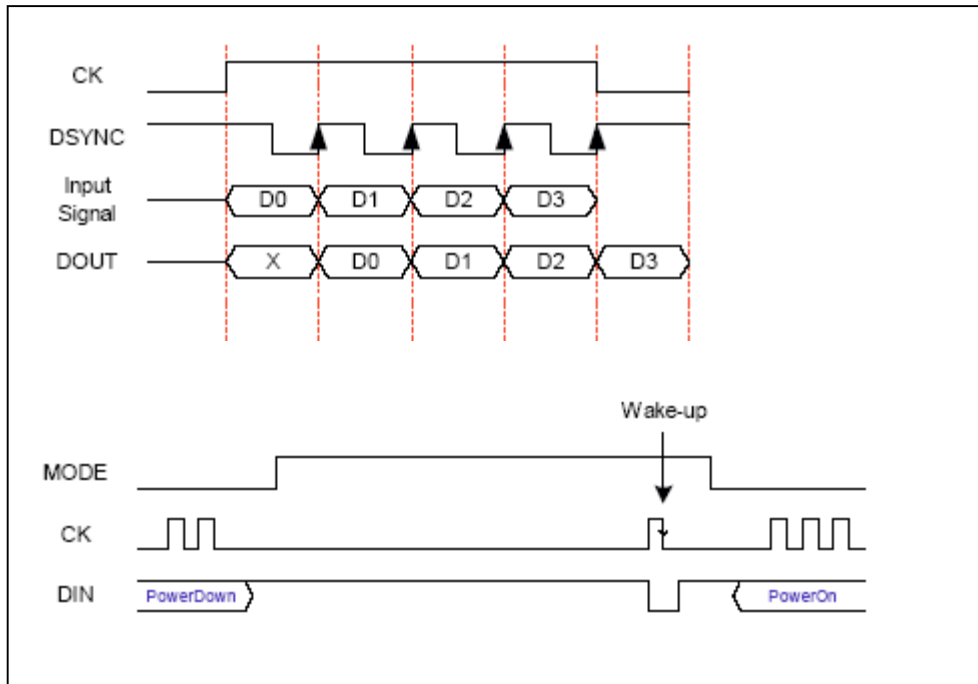 CK
DSYNC
Input
Signal
D0 D1 D2 D3
DOUT
X D0 D1 D2 D3
Wake-up
MODE
CK
DIN
PowerDown
PowerOn